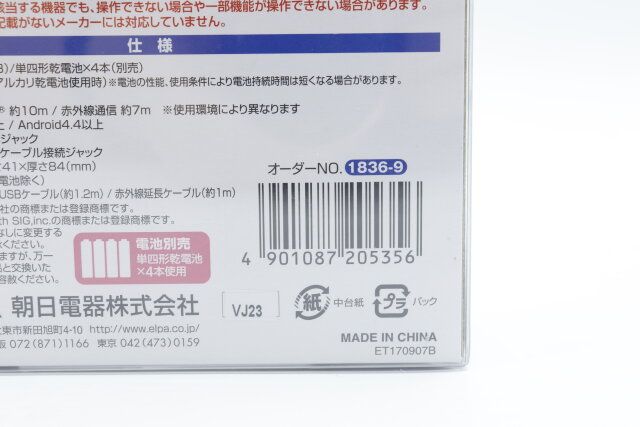 該当する機器でも、操作できない場合や一部機能が操作できない場合があります。
記載がないメーカーには対応していません。
仕様
/単四形乾電池×4本(別売)
アルカリ乾電池使用時) ※電池の性能、使用条件により電池持続時間は短くなる場合があります。
® 約10m / 赤外線通信 約7m ※使用環境により異なります
/ Android4.4以上
ジャック
ケーブル接続ジャック
41×厚さ84(mm)
電池除く)
USBケーブル(約1.2m) / 赤外線延長ケーブル(約1m)
社の商標または登録商標です。
th SIG,inc.の商標または登録商標です。
なしに変更する
ください。
ますが、万一
品と交換いた
容赦ください。
オーダーNO. 1836-9
4 901087 205356
電池別売
単四形乾電池
×4本使用
朝日電器株式会社
VJ23
紙 中台紙
プラ パック
東市新田旭町4-10 http://www.elpa.co.jp/
072(871)1166 東京 042(473)0159
MADE IN CHINA
ET170907B